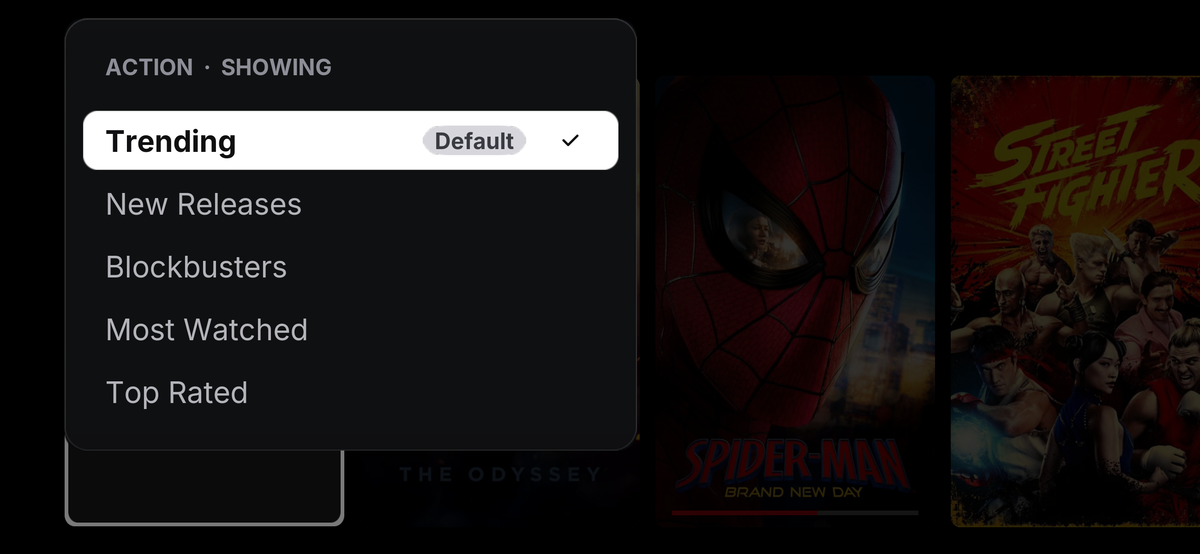 ACTION · SHOWING
Trending Default
New Releases
Blockbusters
Most Watched
Top Rated
THE ODYSSEY
SPIDER-MAN
BRAND NEW DAY
STREET
FIGHTER